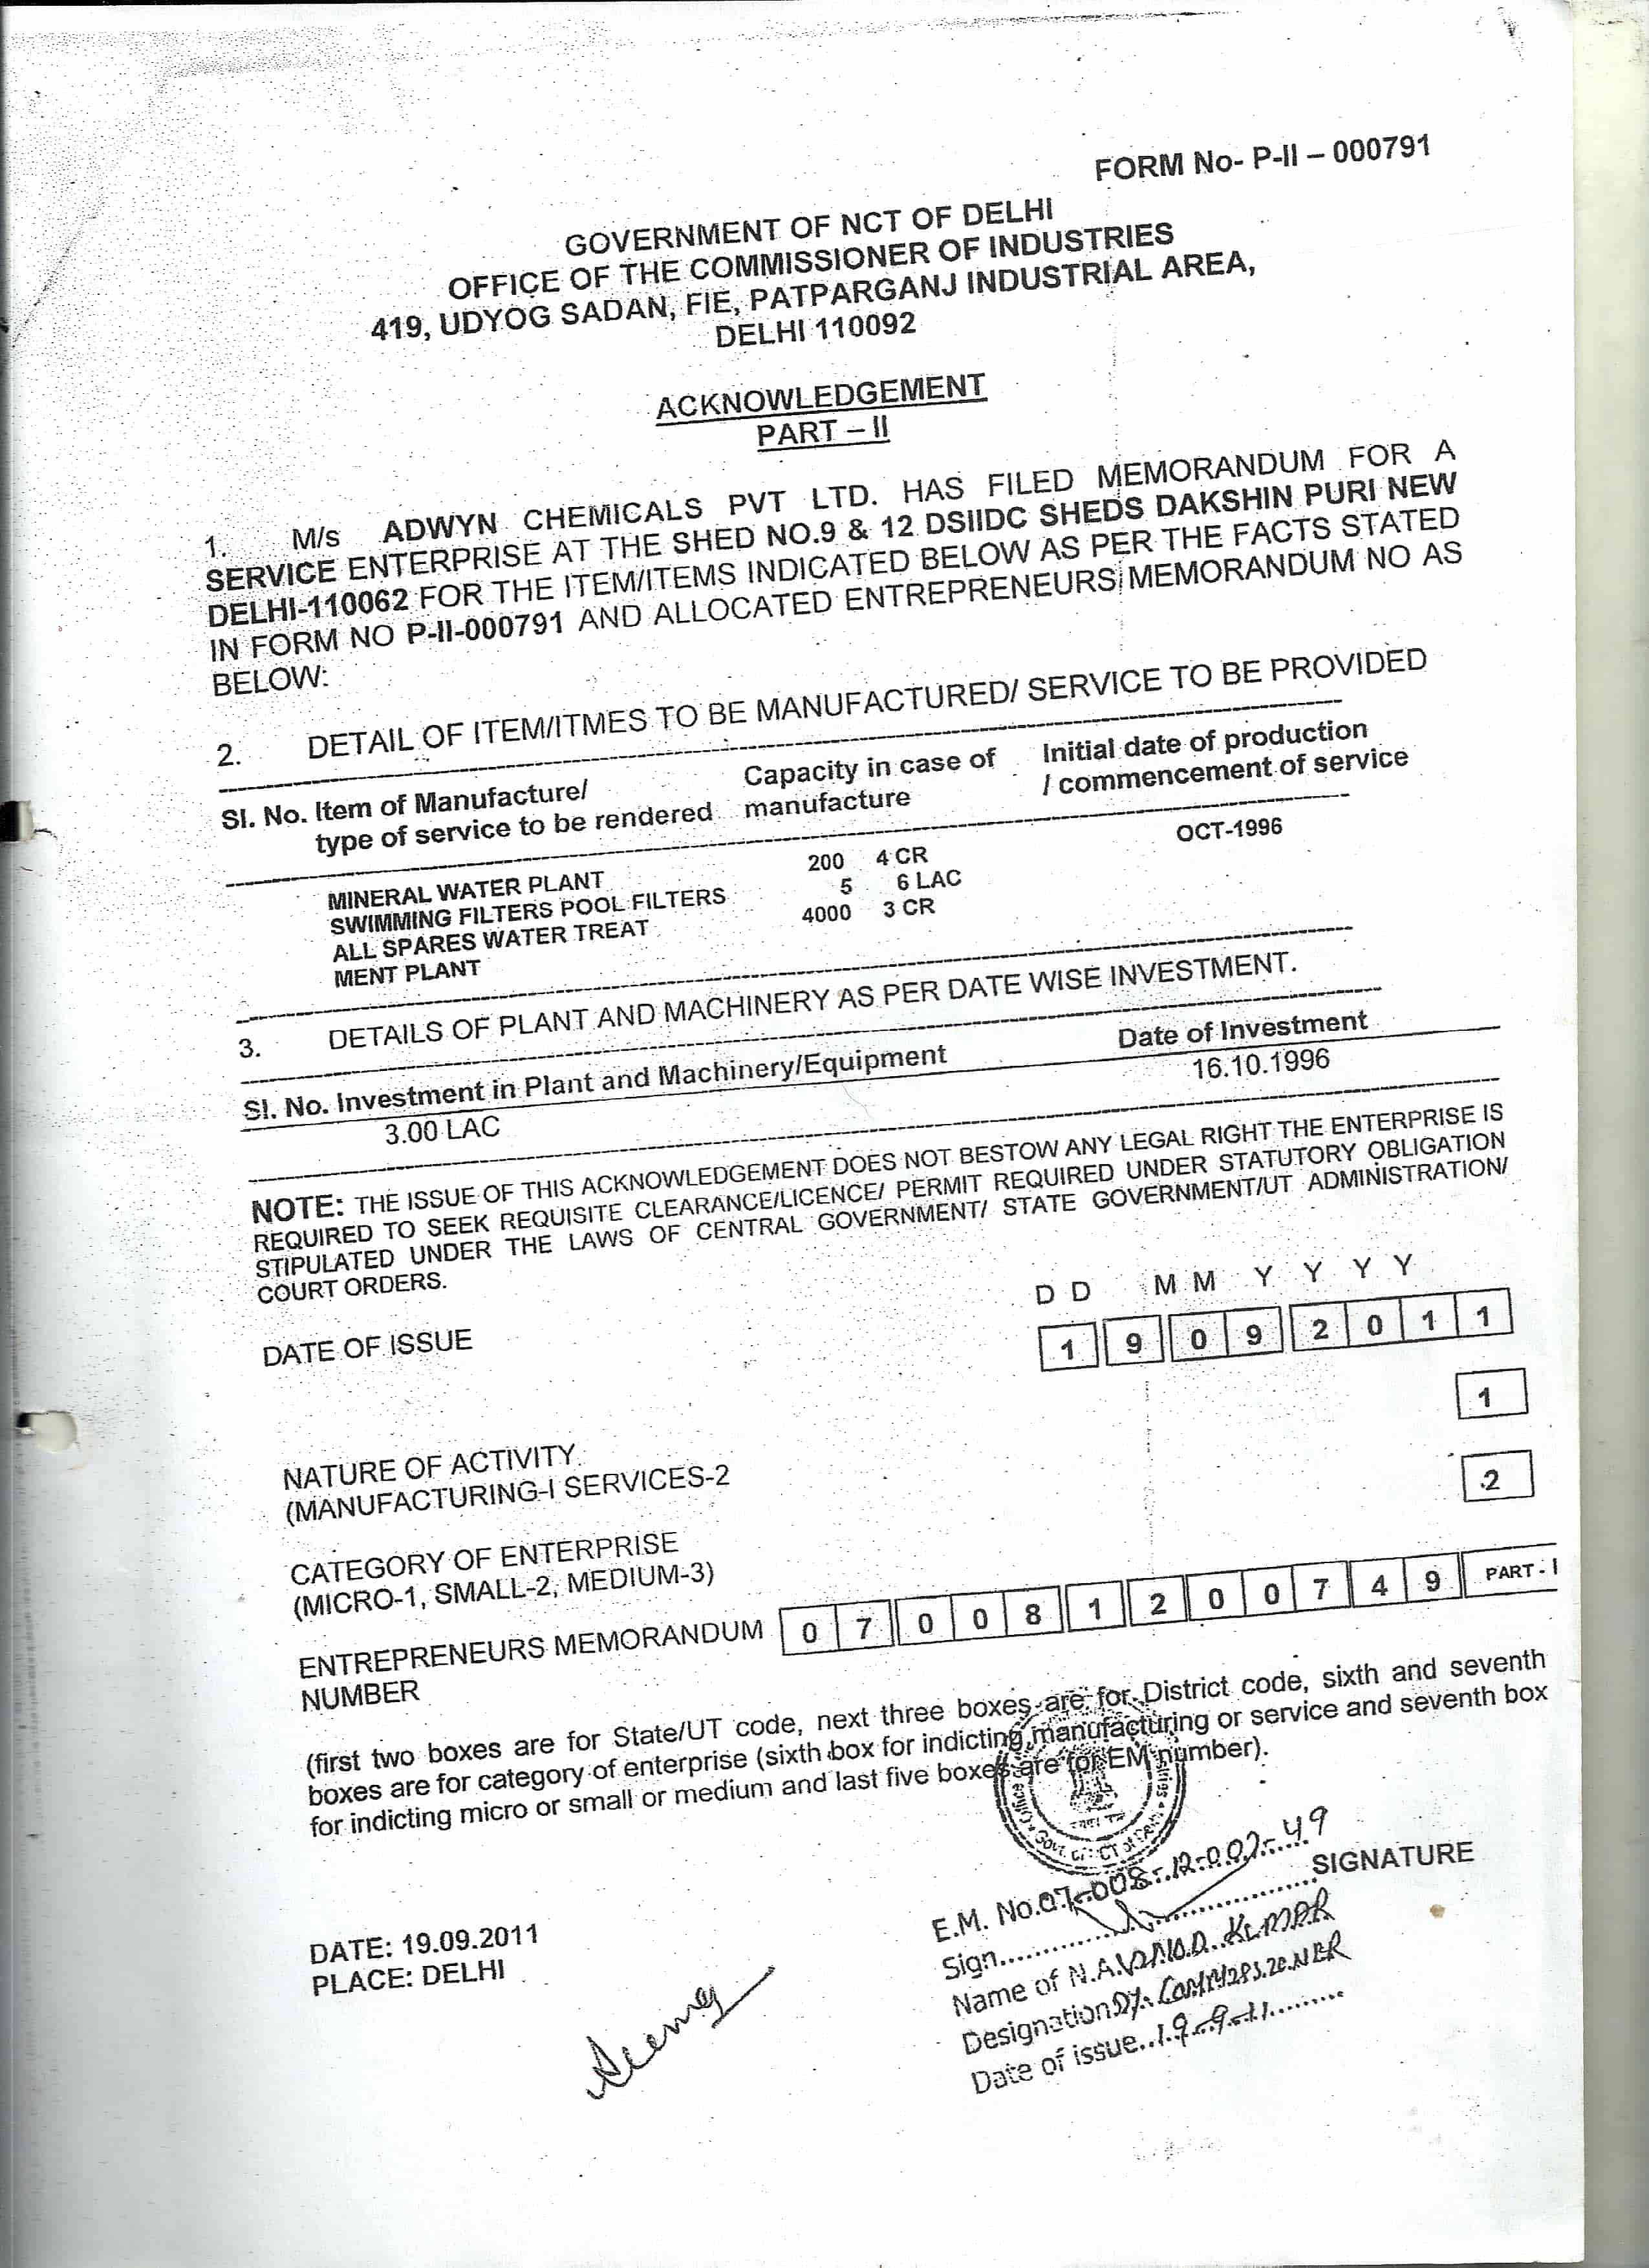 FORM No- P-II – 000791
GOVERNMENT OF NCT OF DELHI
OFFICE OF THE COMMISSIONER OF INDUSTRIES
419, UDYOG SADAN, FIE, PATPARGANJ INDUSTRIAL AREA,
DELHI 110092
ACKNOWLEDGEMENT
PART – II
1. M/s ADWYN CHEMICALS PVT LTD. HAS FILED MEMORANDUM FOR A
SERVICE ENTERPRISE AT THE SHED NO.9 & 12 DSIIDC SHEDS DAKSHIN PURI NEW
DELHI-110062 FOR THE ITEM/ITEMS INDICATED BELOW AS PER THE FACTS STATED
IN FORM NO P-II-000791 AND ALLOCATED ENTREPRENEURS MEMORANDUM NO AS
BELOW:
2. DETAIL OF ITEM/ITMES TO BE MANUFACTURED/ SERVICE TO BE PROVIDED
Sl. No. Item of Manufacture/ Capacity in case of Initial date of production
type of service to be rendered manufacture / commencement of service
MINERAL WATER PLANT 200 4 CR OCT-1996
SWIMMING FILTERS POOL FILTERS 5 6 LAC
ALL SPARES WATER TREAT 4000 3 CR
MENT PLANT
3. DETAILS OF PLANT AND MACHINERY AS PER DATE WISE INVESTMENT.
Sl. No. Investment in Plant and Machinery/Equipment Date of Investment
3.00 LAC 16.10.1996
NOTE: THE ISSUE OF THIS ACKNOWLEDGEMENT DOES NOT BESTOW ANY LEGAL RIGHT THE ENTERPRISE IS
REQUIRED TO SEEK REQUISITE CLEARANCE/LICENCE/ PERMIT REQUIRED UNDER STATUTORY OBLIGATION
STIPULATED UNDER THE LAWS OF CENTRAL GOVERNMENT/ STATE GOVERNMENT/UT ADMINISTRATION/
COURT ORDERS.
D D M M Y Y Y Y
DATE OF ISSUE 1 9 0 9 2 0 1 1
1
NATURE OF ACTIVITY
(MANUFACTURING-I SERVICES-2
2
CATEGORY OF ENTERPRISE
(MICRO-1, SMALL-2, MEDIUM-3)
ENTREPRENEURS MEMORANDUM 0 7 0 0 8 1 2 0 0 7 4 9 PART - I
NUMBER
(first two boxes are for State/UT code, next three boxes are for District code, sixth and seventh
boxes are for category of enterprise (sixth box for indicting manufacturing or service and seventh box
for indicting micro or small or medium and last five boxes are for EM number).
E.M. No.07-008-12-007-49
SIGNATURE
Sign
Name of N.A. VINOD KUMAR
Designation Dy. COMMISSIONER
Date of issue 19-9-11
DATE: 19.09.2011
PLACE: DELHI